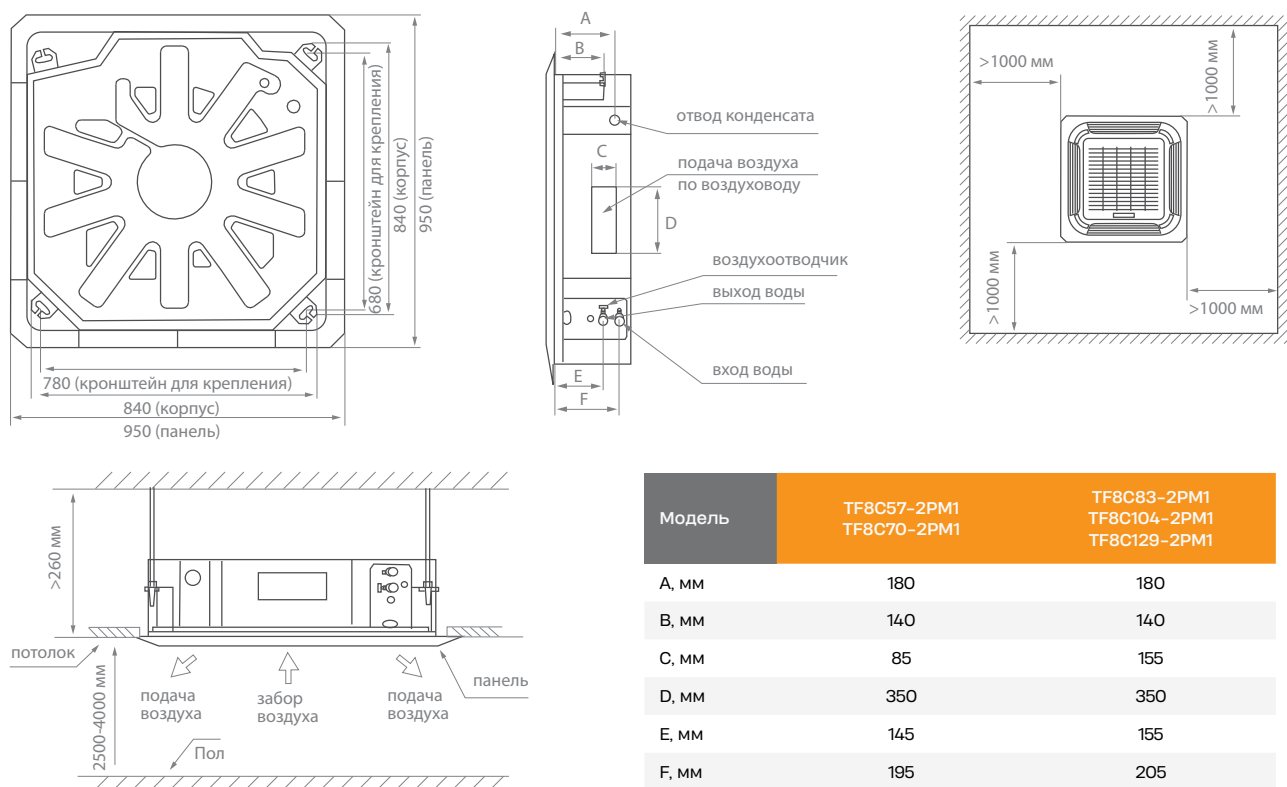 680 (кронштейн для крепления)
840 (корпус)
950 (панель)
780 (кронштейн для крепления)
840 (корпус)
950 (панель)
A
B
отвод конденсата
C
подача воздуха
по воздуховоду
D
воздухоотводчик
выход воды
вход воды
E
F
>1000 мм
>1000 мм
>1000 мм
>1000 мм
>260 мм
потолок
2500-4000 мм
подача
воздуха
забор
воздуха
подача
воздуха
панель
Пол
Модель
TF8C57-2PM1
TF8C70-2PM1
TF8C83-2PM1
TF8C104-2PM1
TF8C129-2PM1
A, мм 180 180
B, мм 140 140
C, мм 85 155
D, мм 350 350
E, мм 145 155
F, мм 195 205